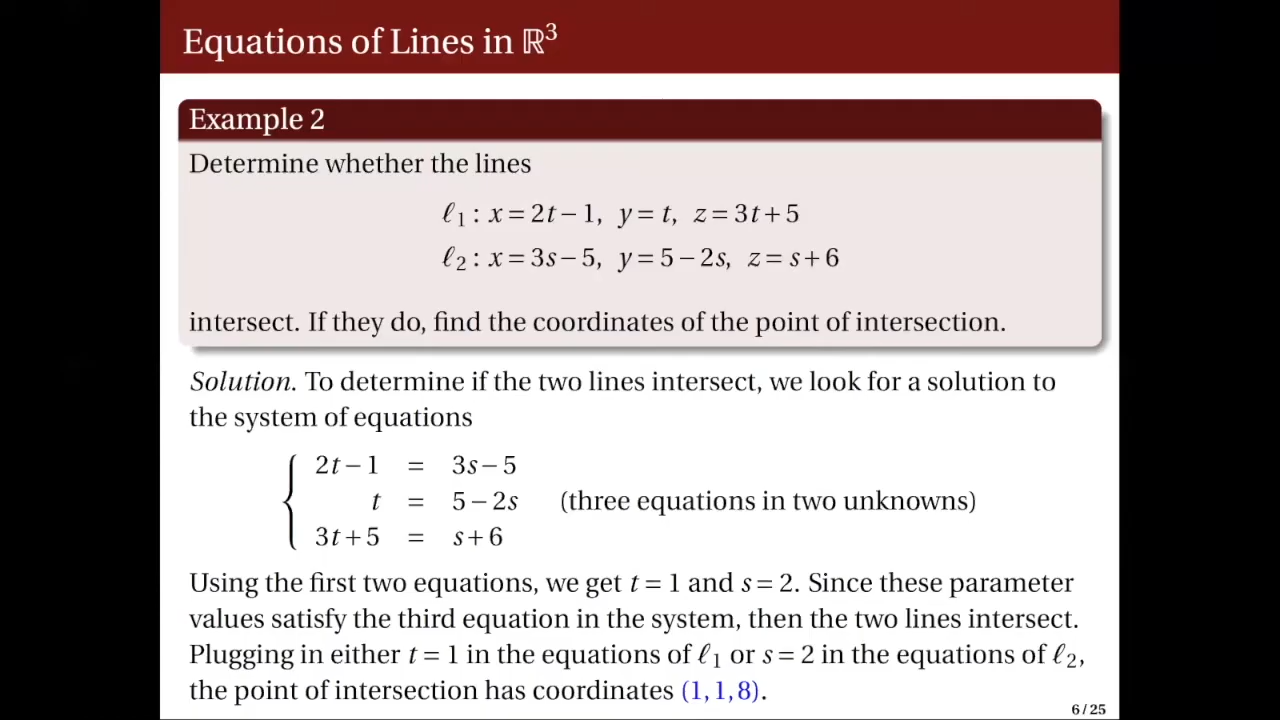 Equations of Lines in ℝ³
Example 2
Determine whether the lines
ℓ₁ : x = 2t − 1, y = t, z = 3t + 5
ℓ₂ : x = 3s − 5, y = 5 − 2s, z = s + 6
intersect. If they do, find the coordinates of the point of intersection.
Solution. To determine if the two lines intersect, we look for a solution to
the system of equations
2t − 1 = 3s − 5
t = 5 − 2s (three equations in two unknowns)
3t + 5 = s + 6
Using the first two equations, we get t = 1 and s = 2. Since these parameter
values satisfy the third equation in the system, then the two lines intersect.
Plugging in either t = 1 in the equations of ℓ₁ or s = 2 in the equations of ℓ₂,
the point of intersection has coordinates (1, 1, 8).
6 / 25